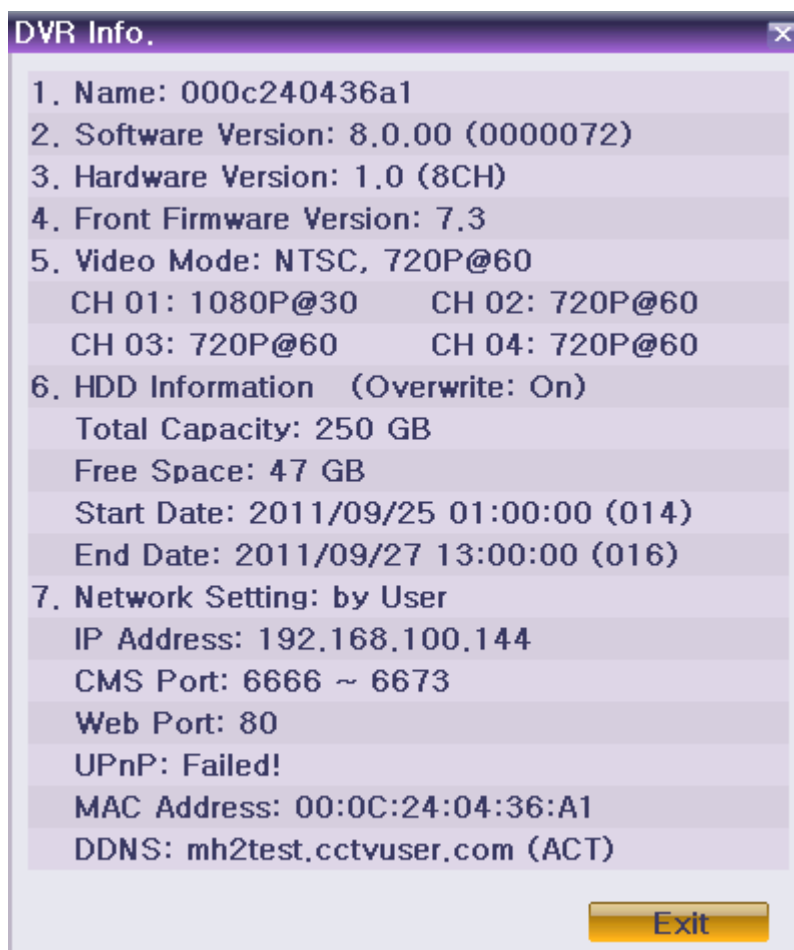 DVR Info.
1. Name: 000c240436a1
2. Software Version: 8.0.00 (0000072)
3. Hardware Version: 1.0 (8CH)
4. Front Firmware Version: 7.3
5. Video Mode: NTSC, 720P@60
CH 01: 1080P@30 CH 02: 720P@60
CH 03: 720P@60 CH 04: 720P@60
6. HDD Information (Overwrite: On)
Total Capacity: 250 GB
Free Space: 47 GB
Start Date: 2011/09/25 01:00:00 (014)
End Date: 2011/09/27 13:00:00 (016)
7. Network Setting: by User
IP Address: 192.168.100.144
CMS Port: 6666 ~ 6673
Web Port: 80
UPnP: Failed!
MAC Address: 00:0C:24:04:36:A1
DDNS: mh2test.cctvuser.com (ACT)
Exit